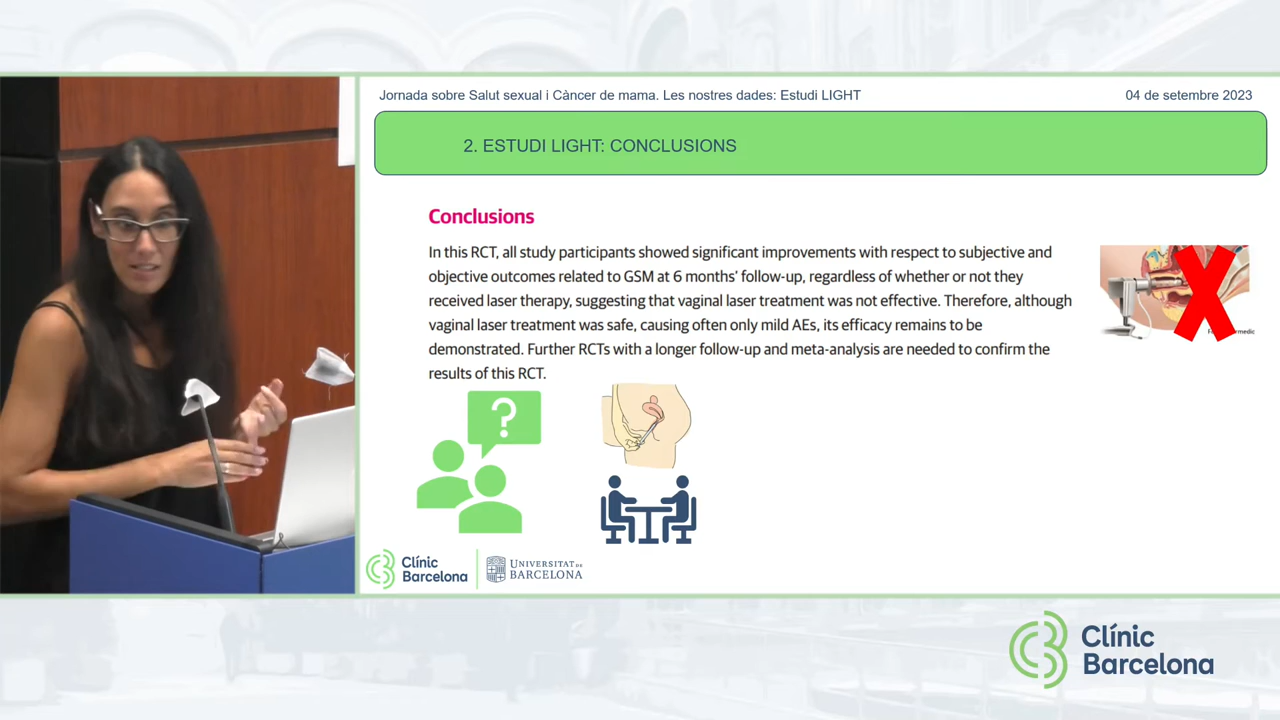 Jornada sobre Salut sexual i Càncer de mama. Les nostres dades: Estudi LIGHT
04 de setembre 2023
2. ESTUDI LIGHT: CONCLUSIONS
Conclusions
In this RCT, all study participants showed significant improvements with respect to subjective and
objective outcomes related to GSM at 6 months' follow-up, regardless of whether or not they
received laser therapy, suggesting that vaginal laser treatment was not effective. Therefore, although
vaginal laser treatment was safe, causing often only mild AEs, its efficacy remains to be
demonstrated. Further RCTs with a longer follow-up and meta-analysis are needed to confirm the
results of this RCT.
?
Clínic
Barcelona
UNIVERSITAT DE
BARCELONA
Clínic
Barcelona